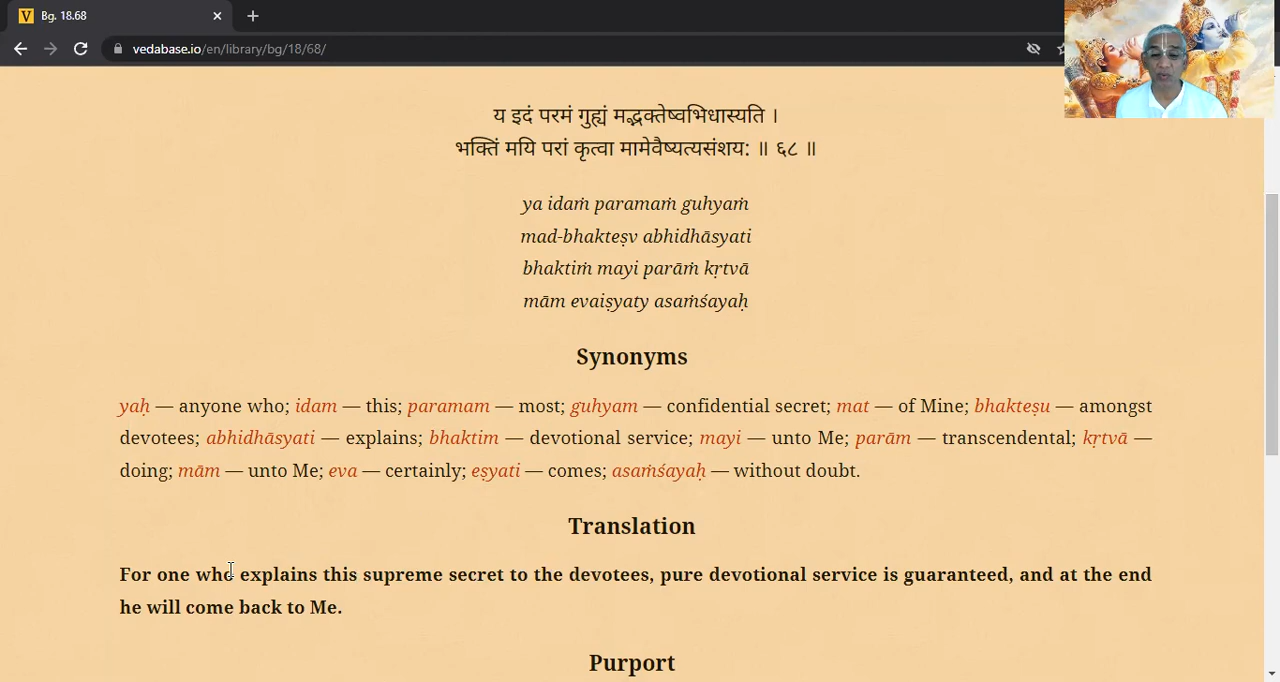 Bg. 18.68
vedabase.io/en/library/bg/18/68/
य इदं परमं गुह्यं मद्भक्तेष्वभिधास्यति ।
भक्तिं मयि परां कृत्वा मामेवैष्यत्यसंशय: ॥ ६८ ॥
ya idaṁ paramaṁ guhyaṁ
mad-bhakteṣv abhidhāsyati
bhaktiṁ mayi parāṁ kṛtvā
mām evaiṣyaty asaṁśayaḥ
Synonyms
yaḥ — anyone who; idam — this; paramam — most; guhyam — confidential secret; mat — of Mine; bhakteṣu — amongst
devotees; abhidhāsyati — explains; bhaktim — devotional service; mayi — unto Me; parām — transcendental; kṛtvā —
doing; mām — unto Me; eva — certainly; eṣyati — comes; asaṁśayaḥ — without doubt.
Translation
For one who explains this supreme secret to the devotees, pure devotional service is guaranteed, and at the end
he will come back to Me.
Purport